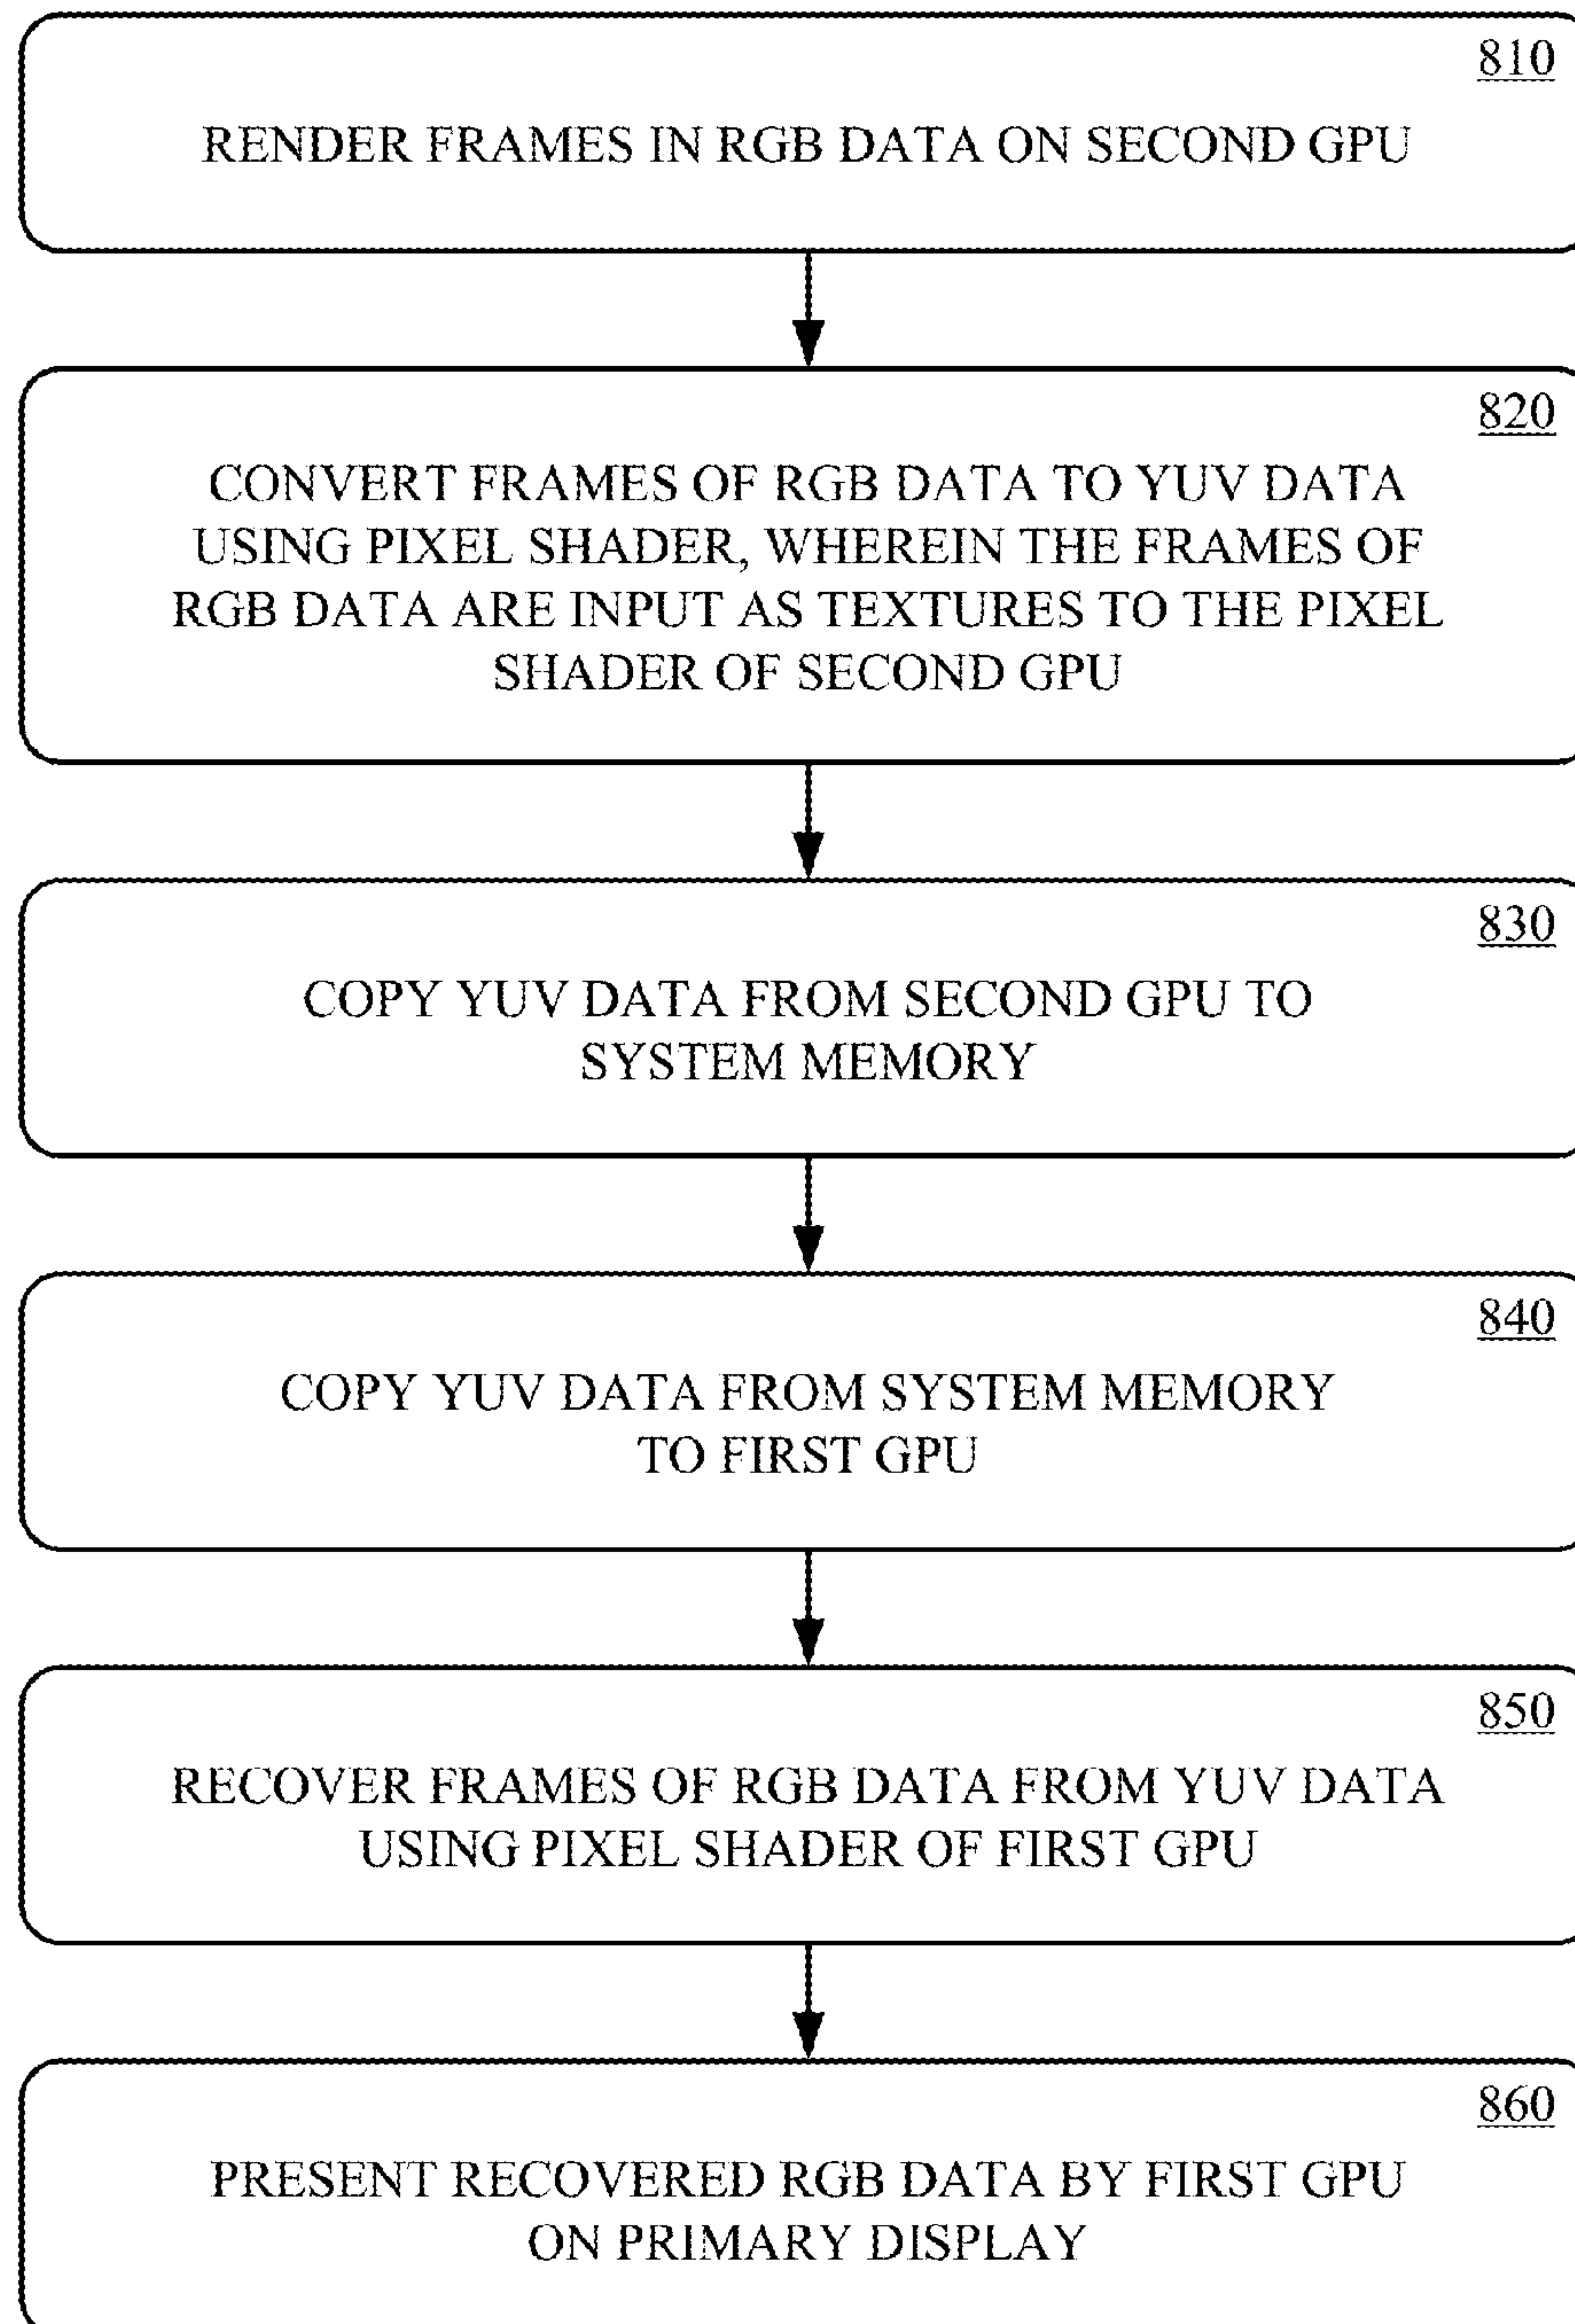 810
RENDER FRAMES IN RGB DATA ON SECOND GPU
820
CONVERT FRAMES OF RGB DATA TO YUV DATA
USING PIXEL SHADER, WHEREIN THE FRAMES OF
RGB DATA ARE INPUT AS TEXTURES TO THE PIXEL
SHADER OF SECOND GPU
830
COPY YUV DATA FROM SECOND GPU TO
SYSTEM MEMORY
840
COPY YUV DATA FROM SYSTEM MEMORY
TO FIRST GPU
850
RECOVER FRAMES OF RGB DATA FROM YUV DATA
USING PIXEL SHADER OF FIRST GPU
860
PRESENT RECOVERED RGB DATA BY FIRST GPU
ON PRIMARY DISPLAY